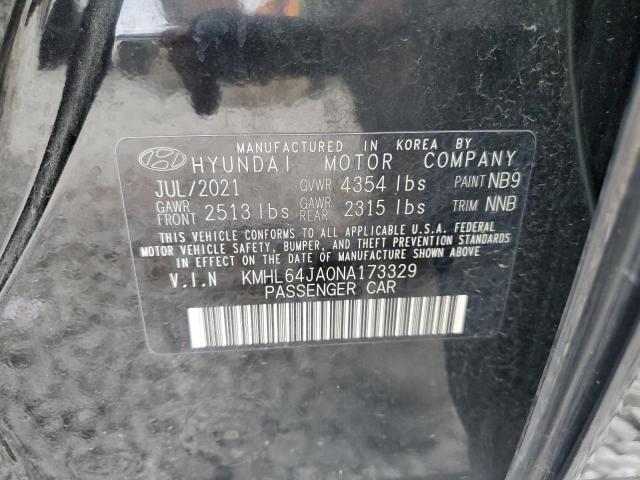 MANUFACTURED IN KOREA BY
HYUNDAI MOTOR COMPANY
JUL/2021 GVWR 4354 lbs PAINT NB9
GAWR FRONT 2513 lbs GAWR REAR 2315 lbs TRIM NNB
THIS VEHICLE CONFORMS TO ALL APPLICABLE U.S.A. FEDERAL
MOTOR VEHICLE SAFETY, BUMPER, AND THEFT PREVENTION STANDARDS
IN EFFECT ON THE DATE OF MANUFACTURE SHOWN ABOVE.
V.I.N KMHL64JA0NA173329
PASSENGER CAR